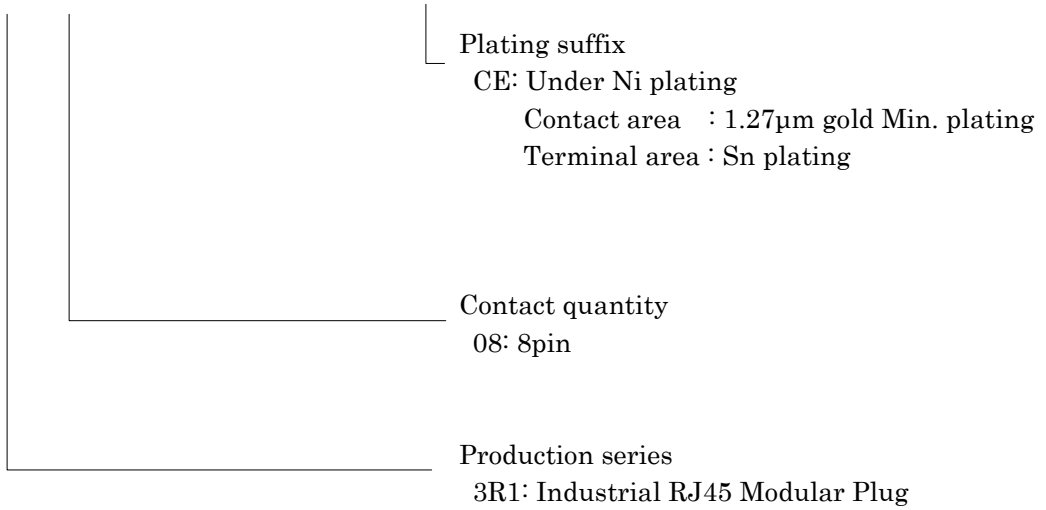 Plating suffix
CE: Under Ni plating
Contact area : 1.27μm gold Min. plating
Terminal area : Sn plating
Contact quantity
08: 8pin
Production series
3R1: Industrial RJ45 Modular Plug